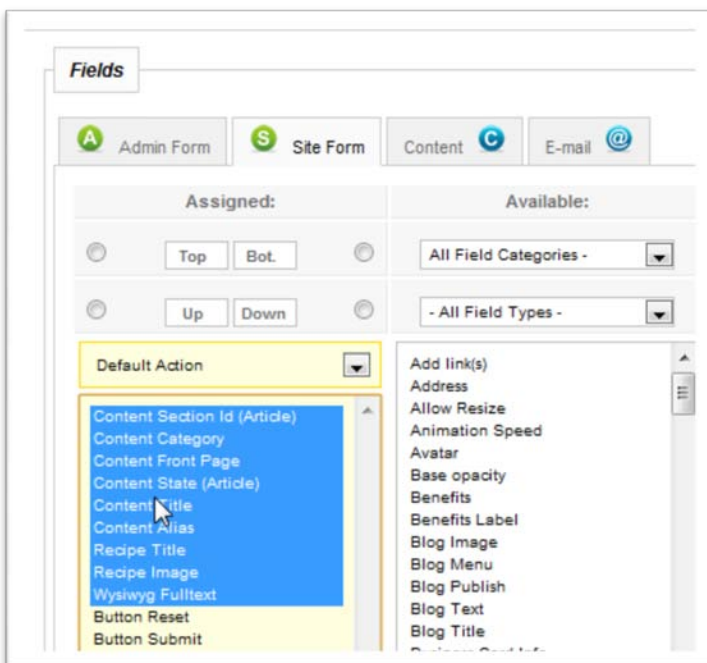 Fields
A Admin Form S Site Form Content C E-mail @
Assigned: Available:
Top Bot. All Field Categories -
Up Down - All Field Types -
Default Action
Content Section Id (Article)
Content Category
Content Front Page
Content State (Article)
Content Title
Content Alias
Recipe Title
Recipe Image
Wysiwyg Fulltext
Button Reset
Button Submit
Add link(s)
Address
Allow Resize
Animation Speed
Avatar
Base opacity
Benefits
Benefits Label
Blog Image
Blog Menu
Blog Publish
Blog Text
Blog Title